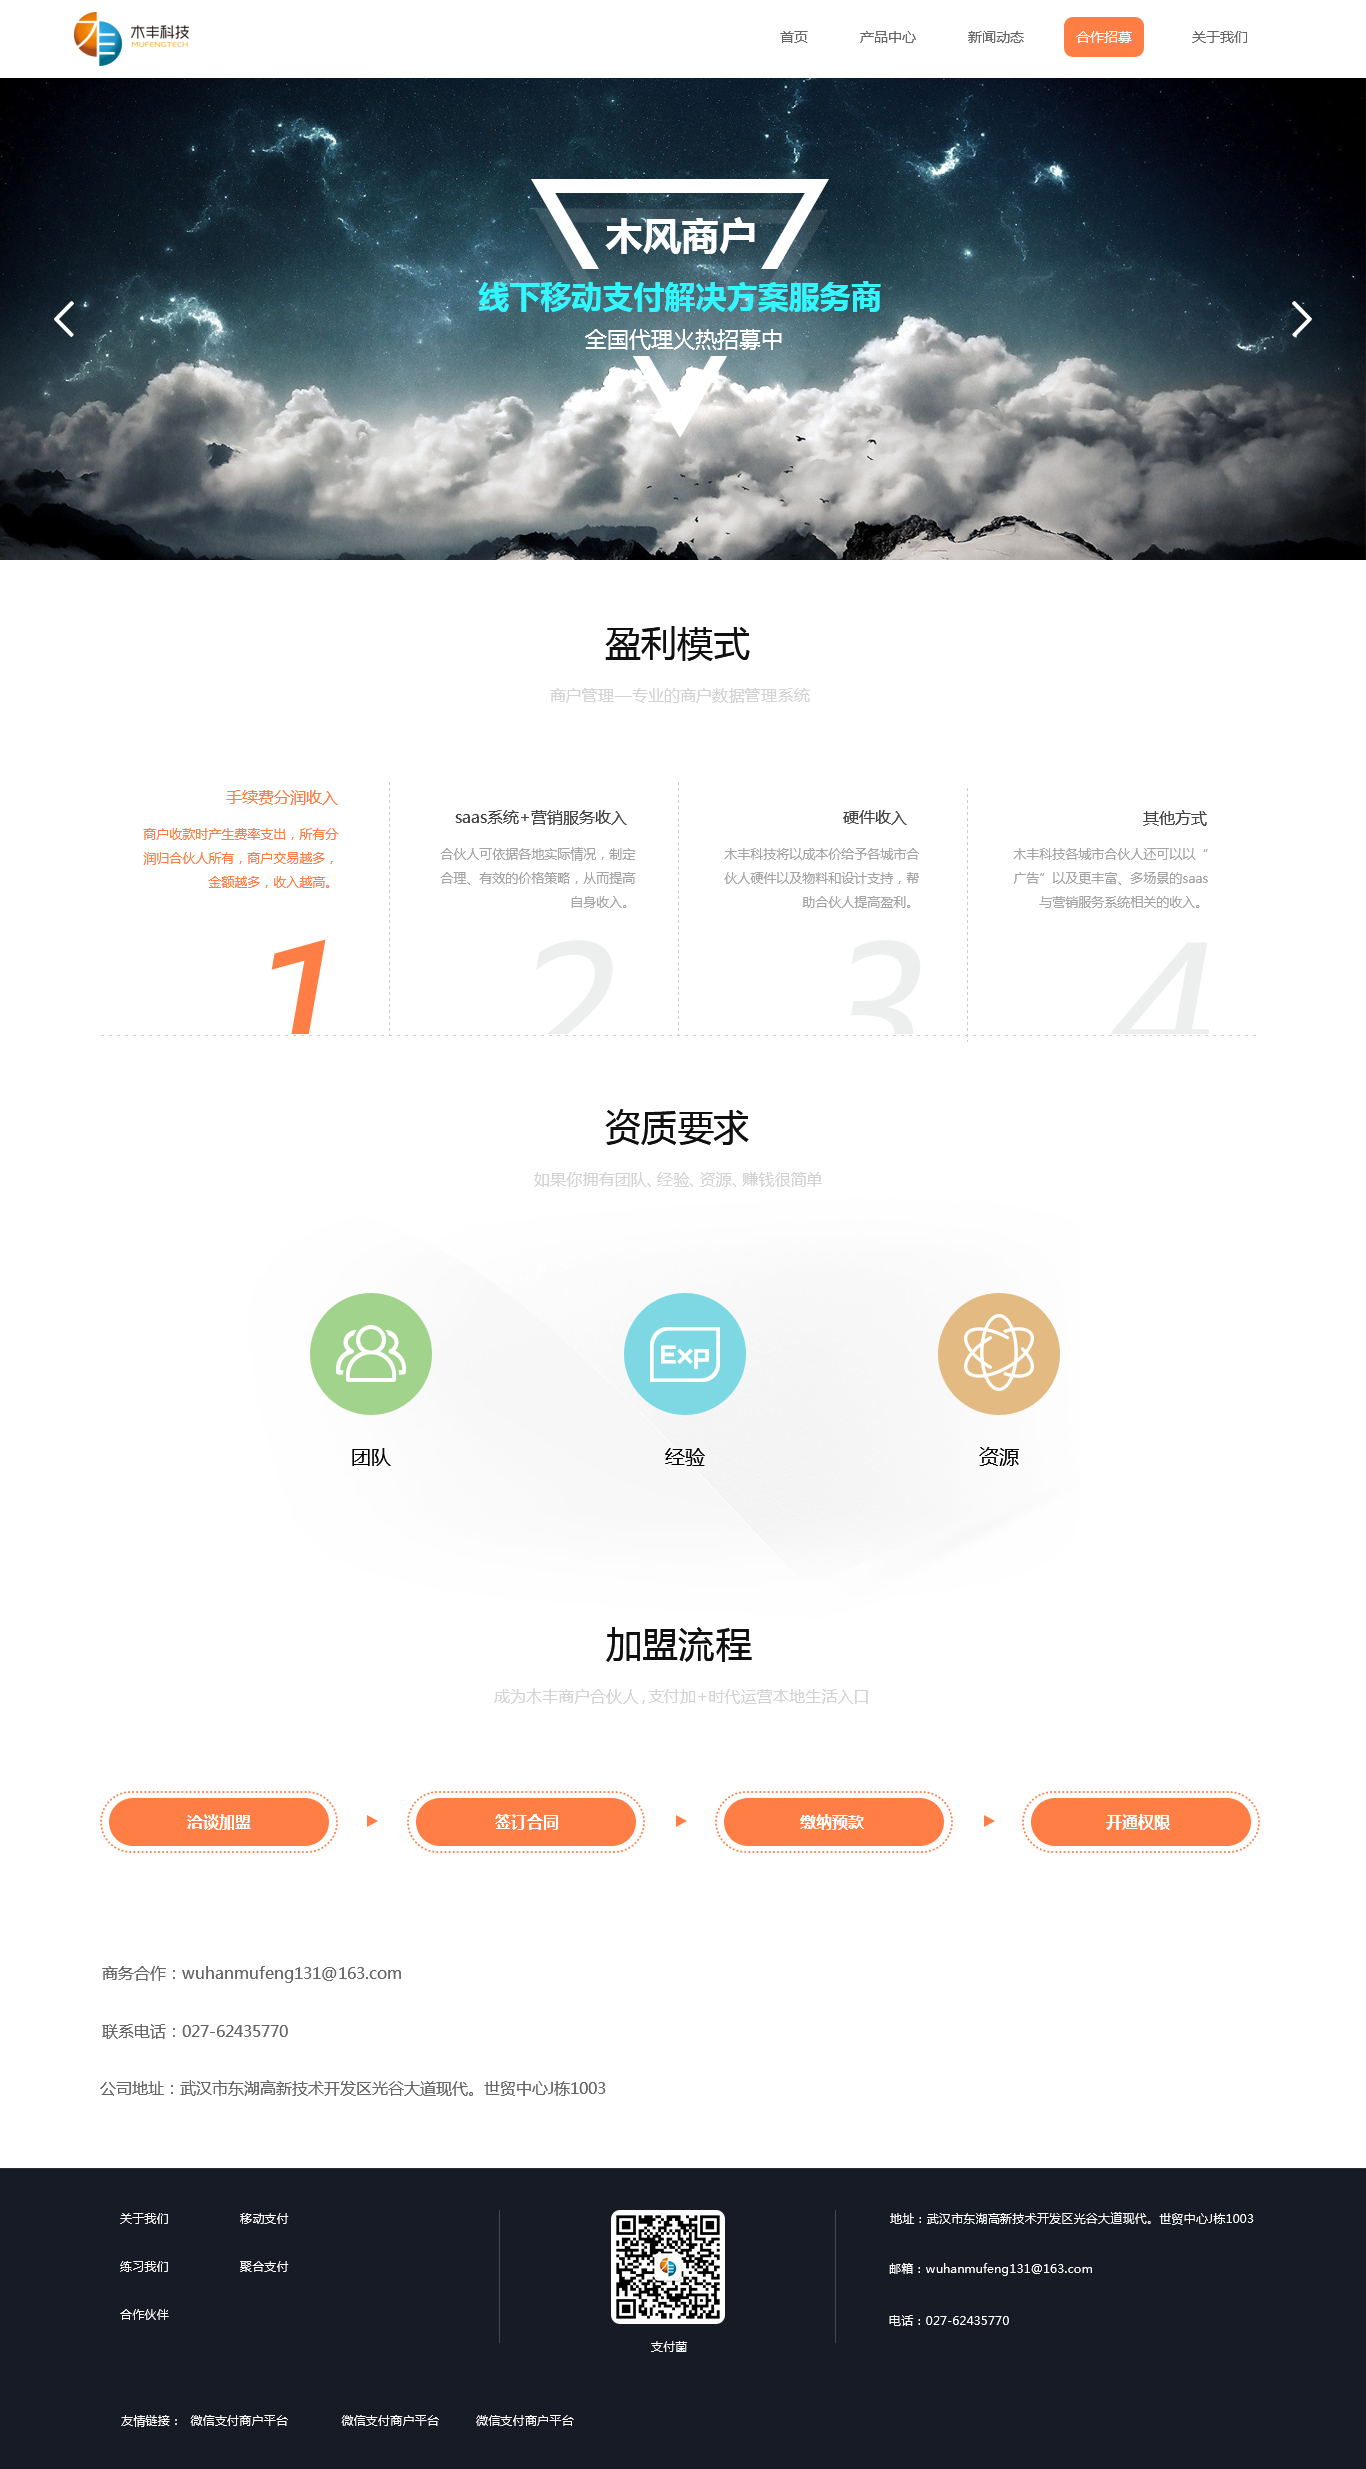 木丰科技
MUFENGTECH
首页 产品中心 新闻动态 合作招募 关于我们
木风商户
线下移动支付解决方案服务商
全国代理火热招募中
盈利模式
商户管理—专业的商户数据管理系统
手续费分润收入
商户收款时产生费率支出，所有分
润归合伙人所有，商户交易越多，
金额越多，收入越高。
1
saas系统+营销服务收入
合伙人可依据各地实际情况，制定
合理、有效的价格策略，从而提高
自身收入。
2
硬件收入
木丰科技将以成本价给予各城市合
伙人硬件以及物料和设计支持，帮
助合伙人提高盈利。
3
其他方式
木丰科技各城市合伙人还可以以“
广告”以及更丰富、多场景的saas
与营销服务系统相关的收入。
4
资质要求
如果你拥有团队、经验、资源、赚钱很简单
Exp
团队 经验 资源
加盟流程
成为木丰商户合伙人,支付加+时代运营本地生活入口
洽谈加盟 签订合同 缴纳预款 开通权限
商务合作：wuhanmufeng131@163.com
联系电话：027-62435770
公司地址：武汉市东湖高新技术开发区光谷大道现代。世贸中心J栋1003
关于我们 移动支付
练习我们 聚合支付
合作伙伴
支付菌
地址：武汉市东湖高新技术开发区光谷大道现代。世贸中心J栋1003
邮箱：wuhanmufeng131@163.com
电话：027-62435770
友情链接： 微信支付商户平台 微信支付商户平台 微信支付商户平台